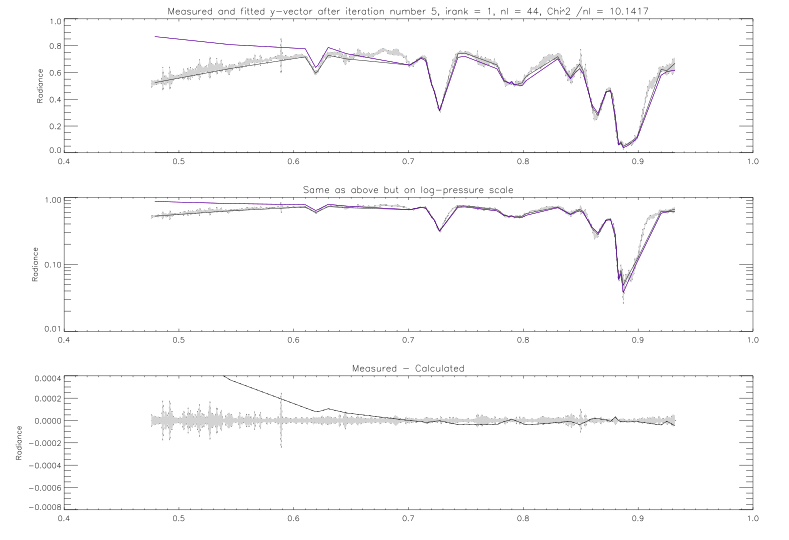 Measured and fitted y-vector after iteration number 5, irank = 1, nl = 44, Chi^2 /nl = 10.1417
1.0
0.8
0.6
0.4
0.2
0.0
Radiance
0.4 0.5 0.6 0.7 0.8 0.9 1.0
Same as above but on log-pressure scale
1.00
0.10
0.01
Radiance
0.4 0.5 0.6 0.7 0.8 0.9 1.0
Measured - Calculated
0.0004
0.0002
0.0000
-0.0002
-0.0004
-0.0006
-0.0008
Radiance
0.4 0.5 0.6 0.7 0.8 0.9 1.0